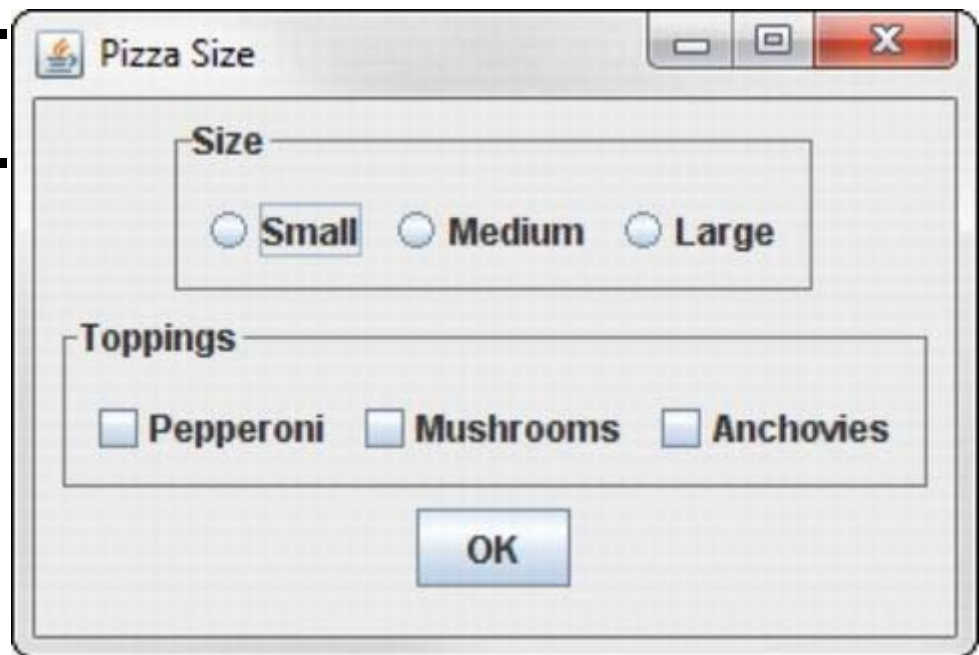 Pizza Size
Size
Small Medium Large
Toppings
Pepperoni Mushrooms Anchovies
OK